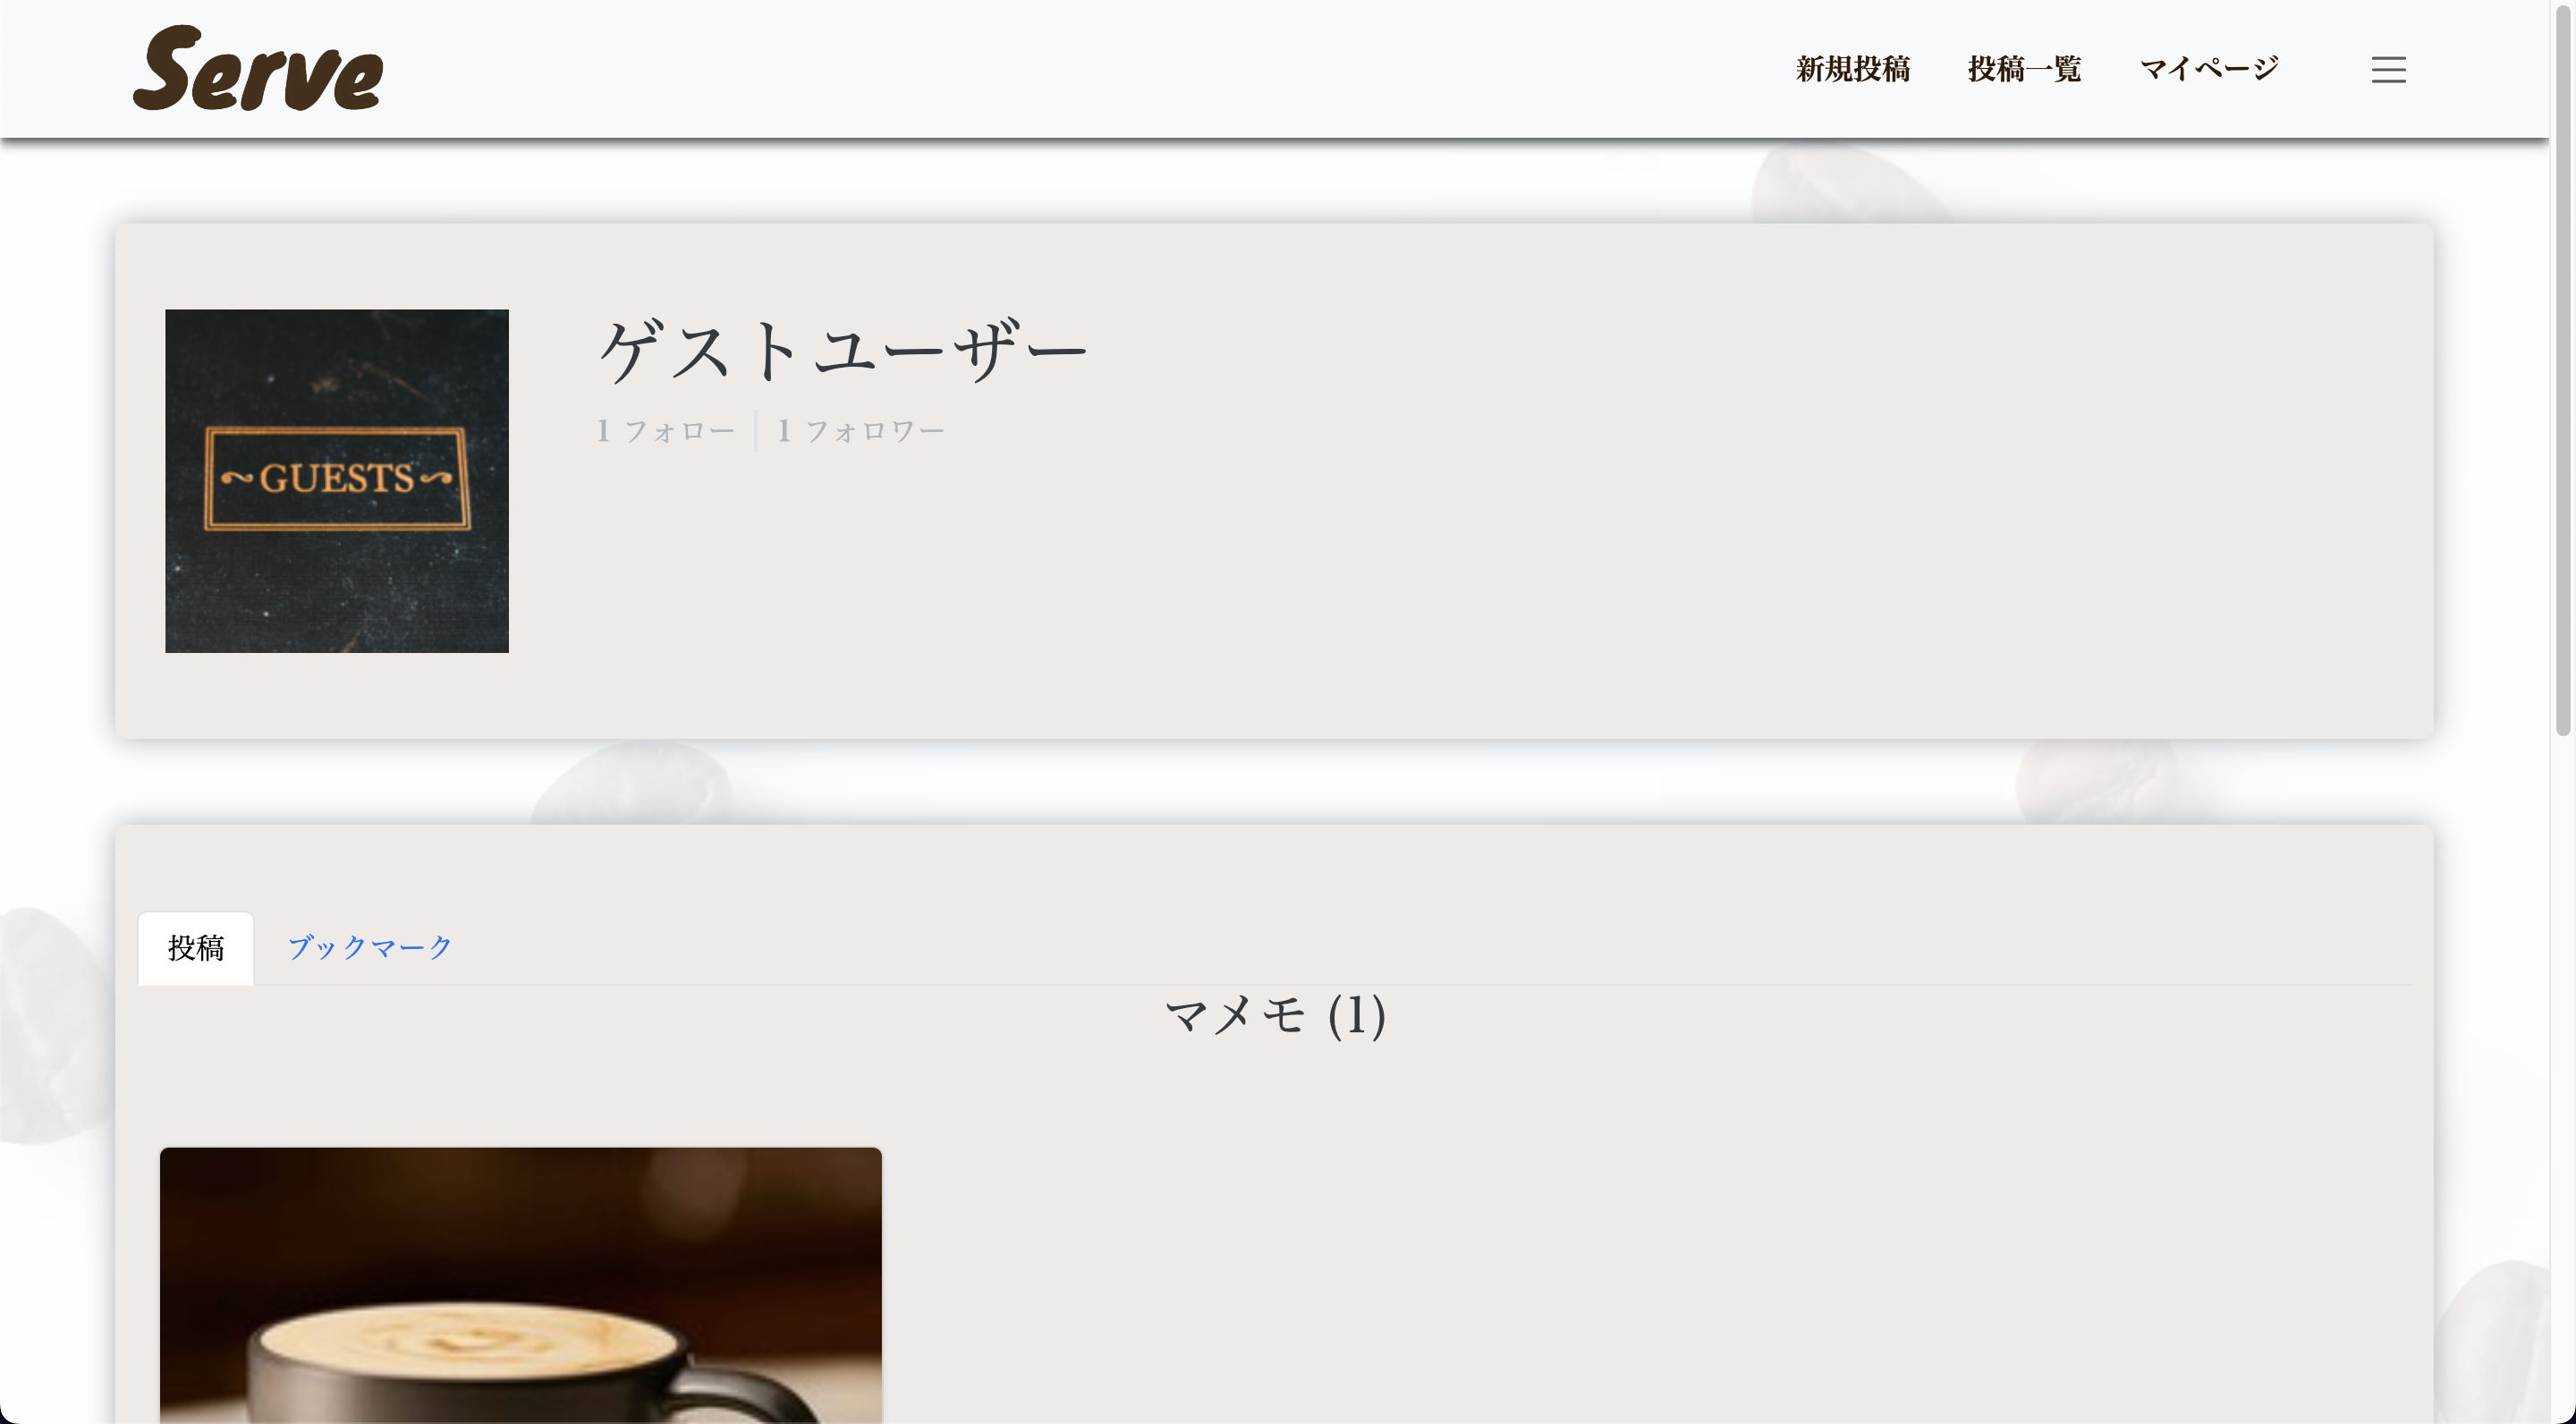 Serve
新規投稿 投稿一覧 マイページ
~GUESTS~
ゲストユーザー
1 フォロー 1 フォロワー
投稿 ブックマーク
マメモ (1)